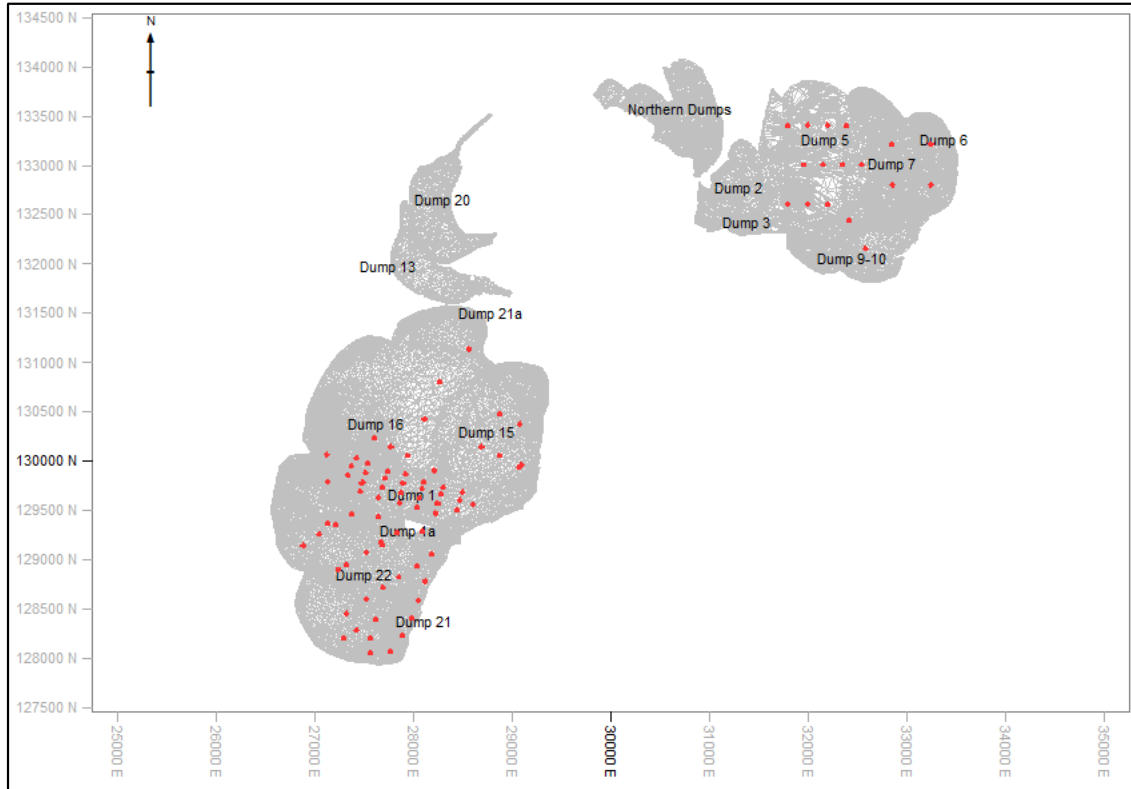 134500 N
N
134000 N
133500 N
Northern Dumps
Dump 5
Dump 6
133000 N
Dump 7
Dump 2
Dump 20
132500 N
Dump 3
132000 N
Dump 13
Dump 9-10
131500 N
Dump 21a
131000 N
130500 N
Dump 16
Dump 15
130000 N
Dump 1
129500 N
Dump 4a
129000 N
Dump 22
128500 N
Dump 21
128000 N
127500 N
25000 E
26000 E
27000 E
28000 E
29000 E
30000 E
31000 E
32000 E
33000 E
34000 E
35000 E